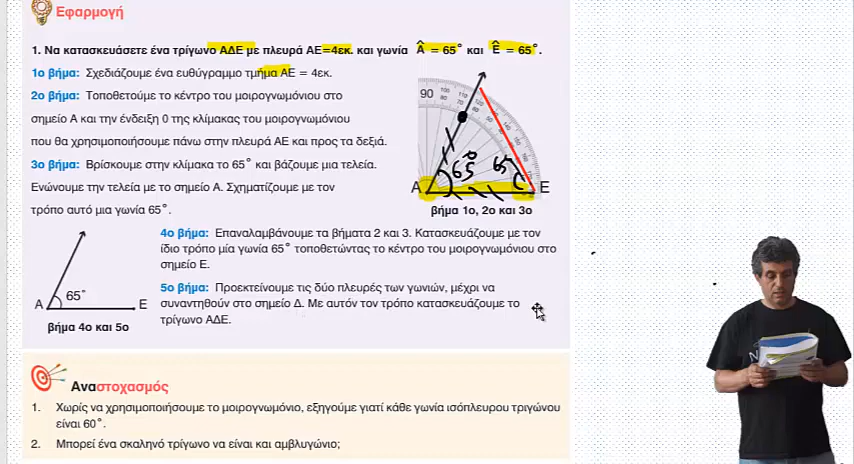 Εφαρμογή
1. Να κατασκευάσετε ένα τρίγωνο ΑΔΕ με πλευρά ΑΕ=4εκ. και γωνία Â = 65° και Ê = 65°.
1ο βήμα: Σχεδιάζουμε ένα ευθύγραμμο τμήμα ΑΕ = 4εκ.
2ο βήμα: Τοποθετούμε το κέντρο του μοιρογνωμόνιου στο
σημείο Α και την ένδειξη 0 της κλίμακας του μοιρογνωμόνιου
που θα χρησιμοποιήσουμε πάνω στην πλευρά ΑΕ και προς τα δεξιά.
3ο βήμα: Βρίσκουμε στην κλίμακα το 65° και βάζουμε μια τελεία.
Ενώνουμε την τελεία με το σημείο Α. Σχηματίζουμε με τον
τρόπο αυτό μια γωνία 65°.
90
65°
65
Α
Ε
βήμα 1ο, 2ο και 3ο
65°
Α
Ε
βήμα 4ο και 5ο
4ο βήμα: Επαναλαμβάνουμε τα βήματα 2 και 3. Κατασκευάζουμε με τον
ίδιο τρόπο μία γωνία 65° τοποθετώντας το κέντρο του μοιρογνωμόνιου στο
σημείο Ε.
5ο βήμα: Προεκτείνουμε τις δύο πλευρές των γωνιών, μέχρι να
συναντηθούν στο σημείο Δ. Με αυτόν τον τρόπο κατασκευάζουμε το
τρίγωνο ΑΔΕ.
Αναστοχασμός
1. Χωρίς να χρησιμοποιήσουμε το μοιρογνωμόνιο, εξηγούμε γιατί κάθε γωνία ισόπλευρου τριγώνου
είναι 60°.
2. Μπορεί ένα σκαληνό τρίγωνο να είναι και αμβλυγώνιο;